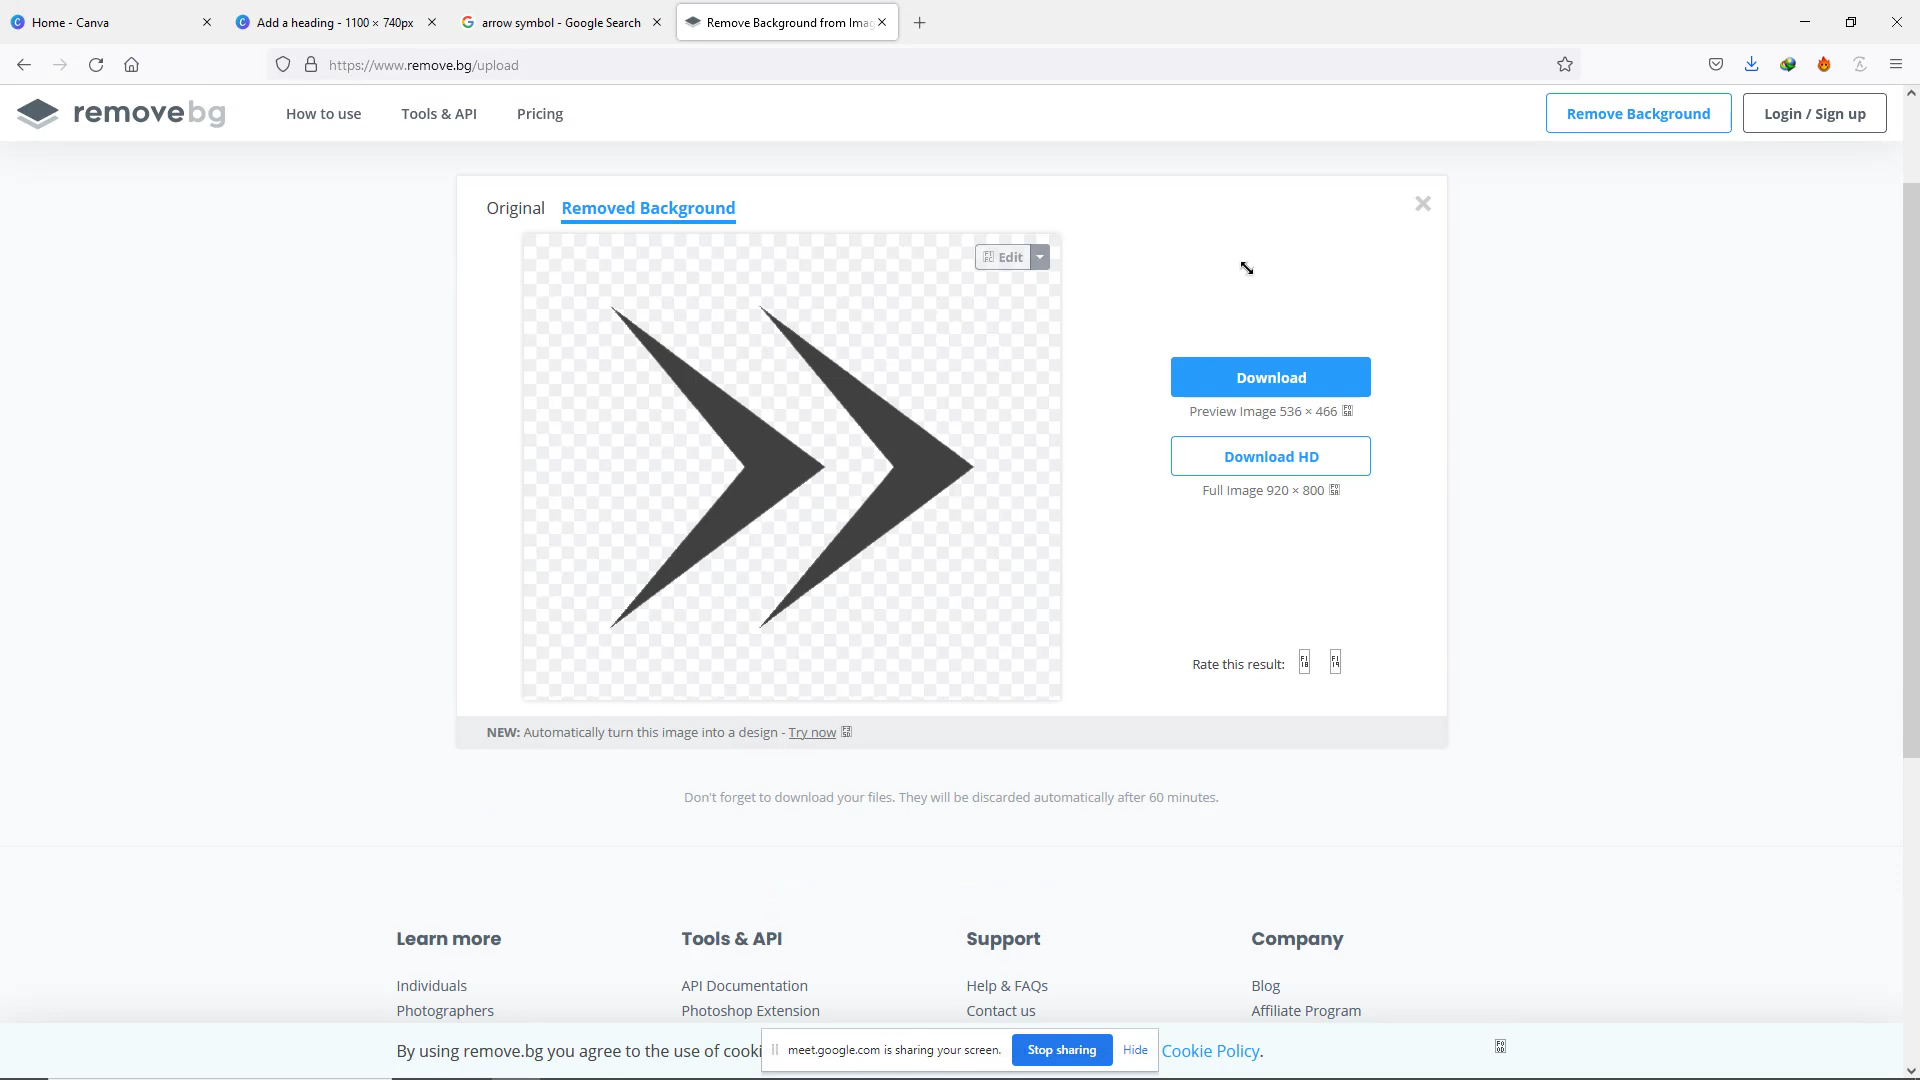 Home - Canva
Add a heading - 1100 × 740px
arrow symbol - Google Search
Remove Background from Imag
https://www.remove.bg/upload
removebg
How to use
Tools & API
Pricing
Remove Background
Login / Sign up
Original
Removed Background
Edit
Download
Preview Image 536 × 466
Download HD
Full Image 920 × 800
Rate this result:
NEW: Automatically turn this image into a design - Try now
Don't forget to download your files. They will be discarded automatically after 60 minutes.
Learn more
Tools & API
Support
Company
Individuals
API Documentation
Help & FAQs
Blog
Photographers
Photoshop Extension
Contact us
Affiliate Program
By using remove.bg you agree to the use of cooki
meet.google.com is sharing your screen.
Stop sharing
Hide
Cookie Policy.